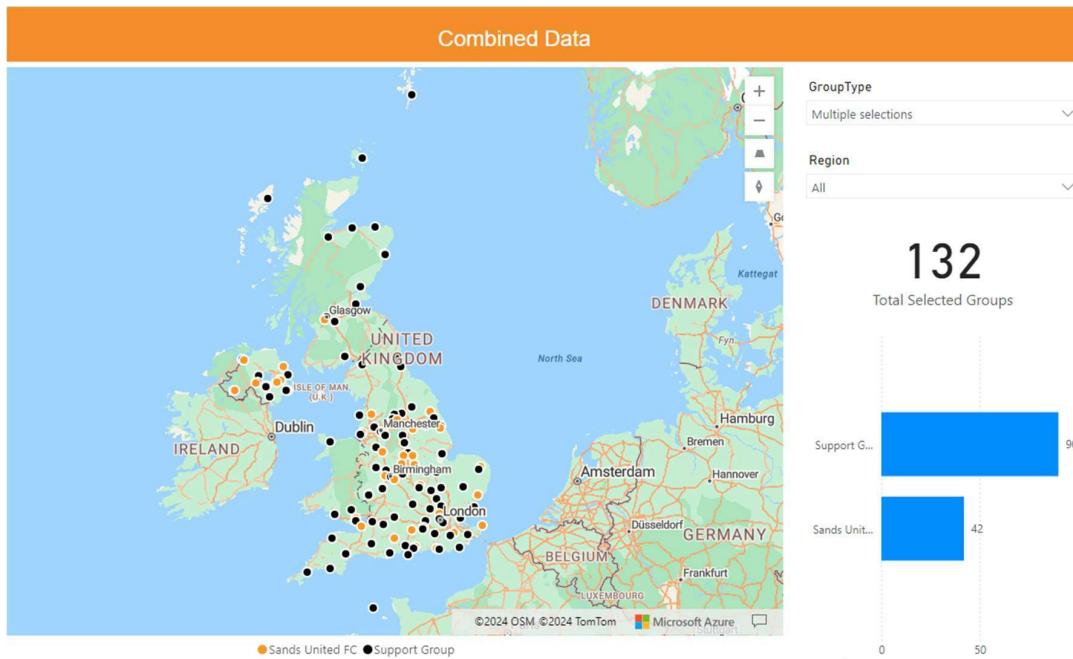 Combined Data
GroupType
Multiple selections
Region
All
132
Total Selected Groups
Support G...
Sands Unit...
42
0
50
Glasgow
UNITED
KINGDOM
North Sea
DENMARK
Kattegat
Fyn
ISLE OF MAN
(U.K.)
Dublin
IRELAND
Manchester
Birmingham
London
Hamburg
Bremen
Amsterdam
Hannover
Düsseldorf
GERMANY
BELGIUM
Frankfurt
LUXEMBOURG
©2024 OSM ©2024 TomTom
Microsoft Azure
Stuttgart
Sands United FC
Support Group